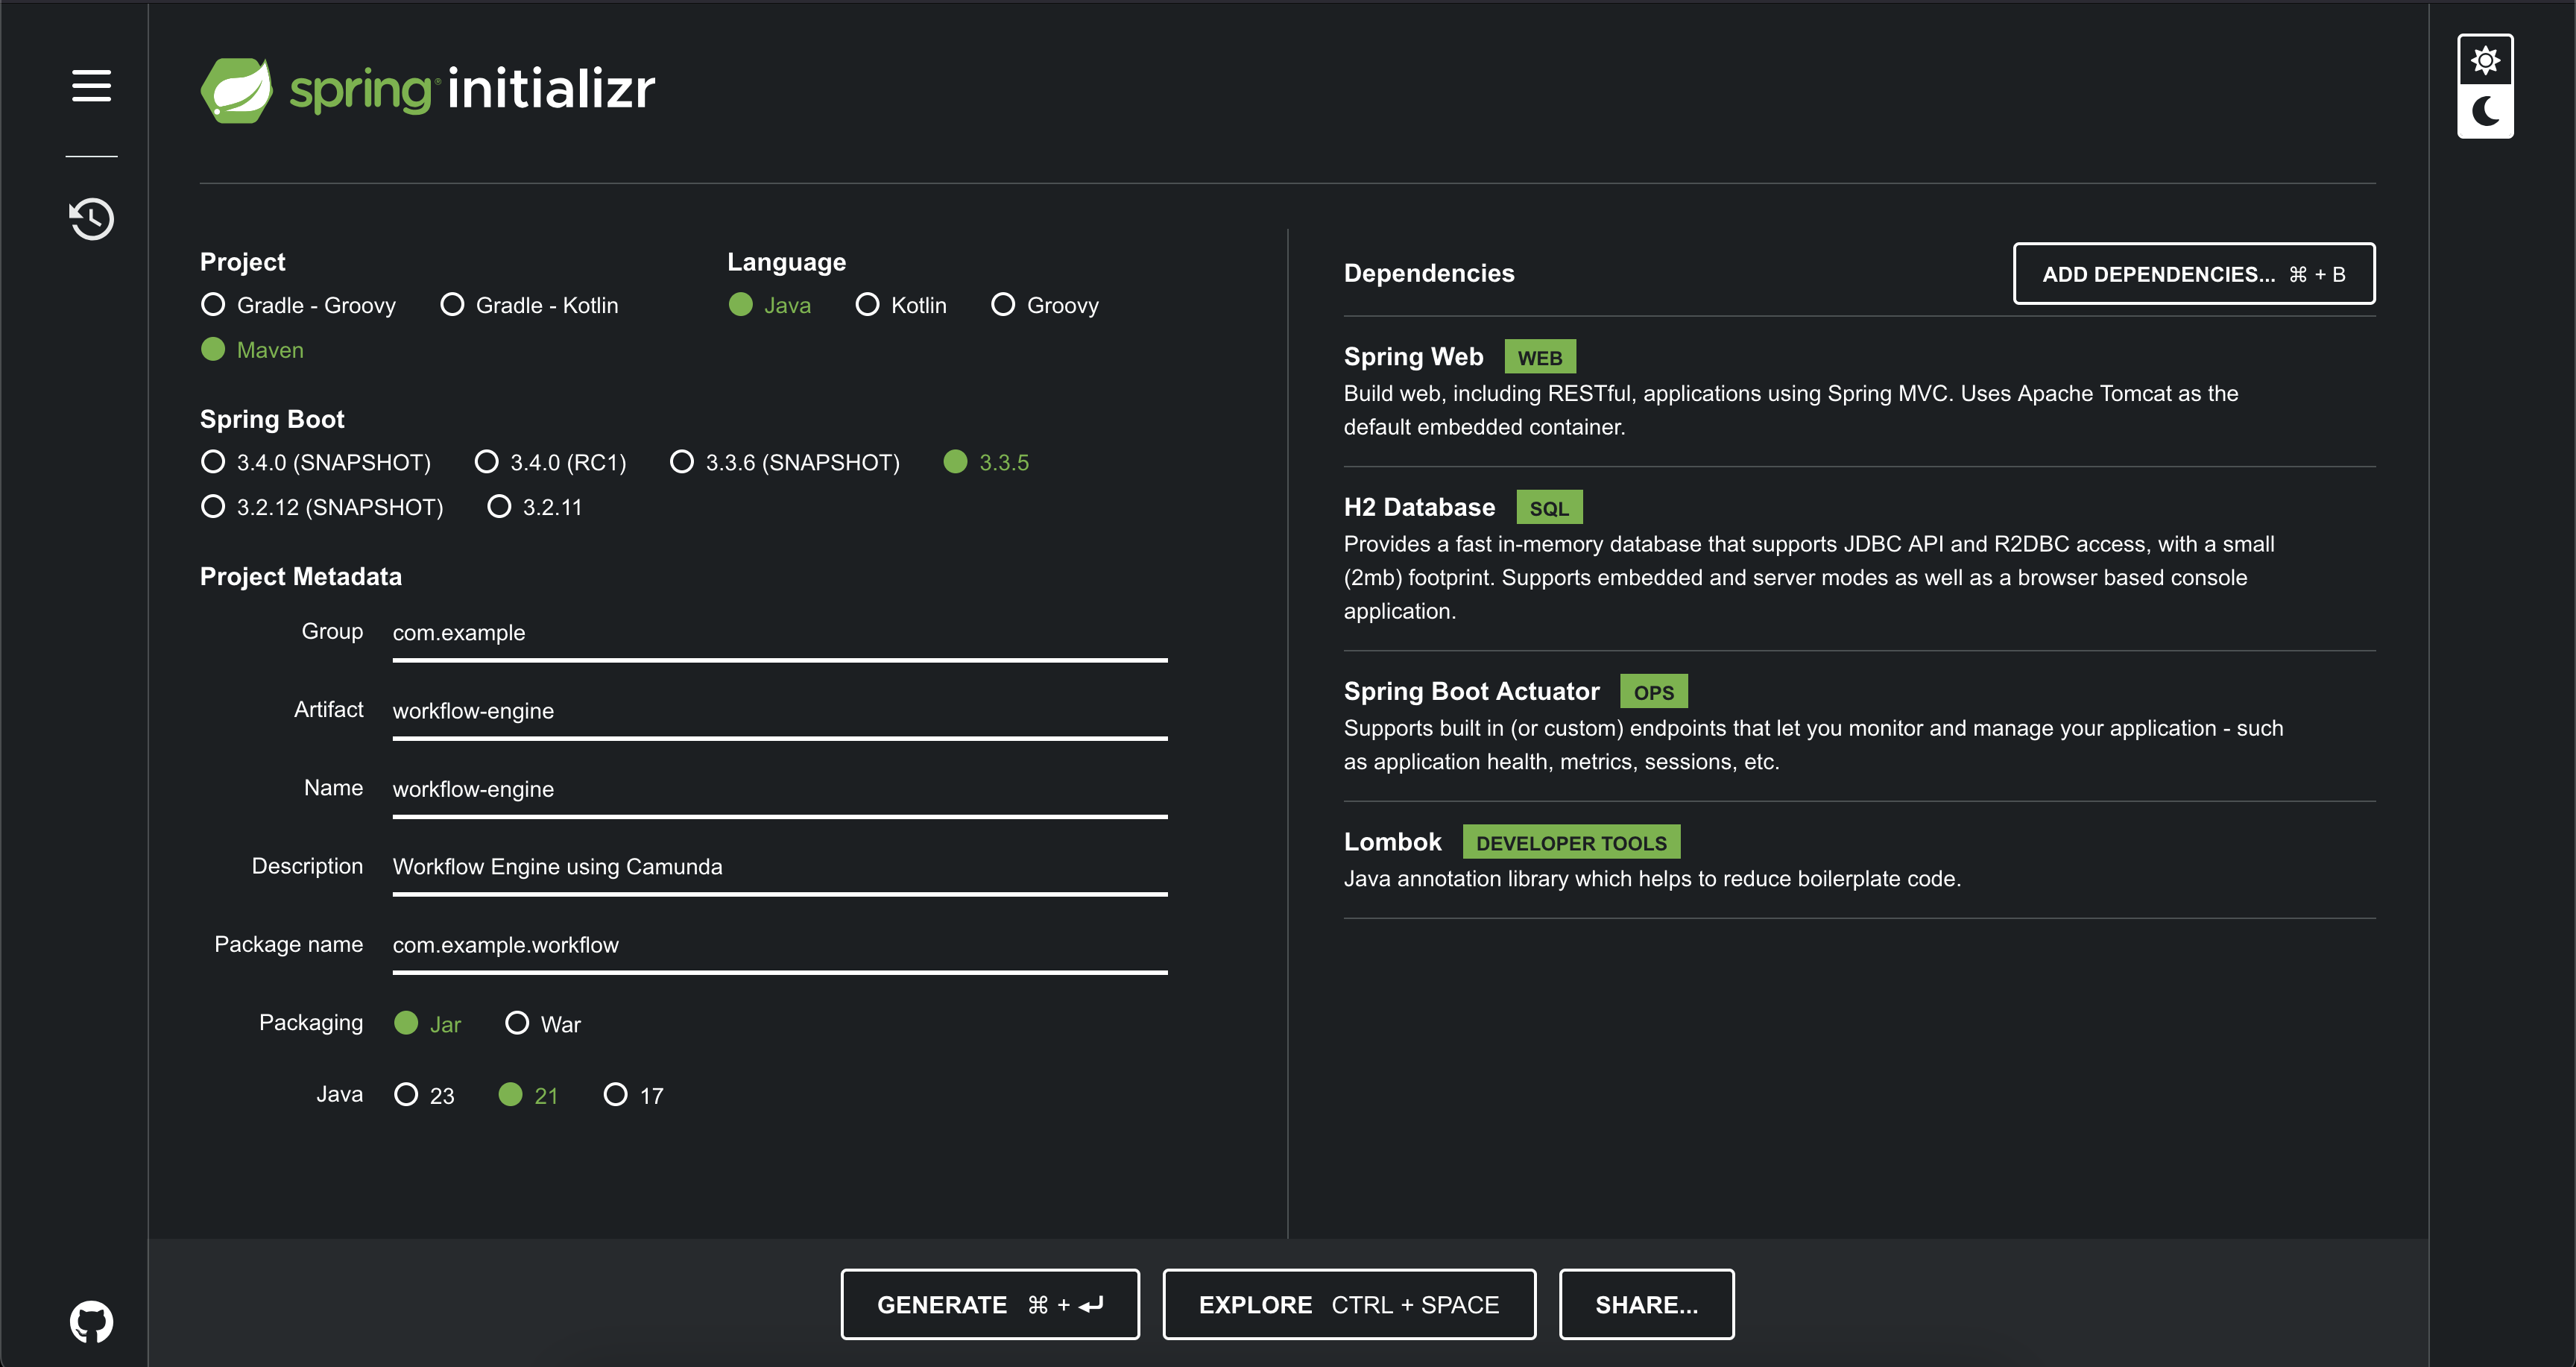 spring® initializr
Project
Gradle - Groovy Gradle - Kotlin
Maven
Language
Java Kotlin Groovy
Spring Boot
3.4.0 (SNAPSHOT) 3.4.0 (RC1) 3.3.6 (SNAPSHOT) 3.3.5
3.2.12 (SNAPSHOT) 3.2.11
Project Metadata
Group com.example
Artifact workflow-engine
Name workflow-engine
Description Workflow Engine using Camunda
Package name com.example.workflow
Packaging Jar War
Java 23 21 17
Dependencies
ADD DEPENDENCIES... ⌘ + B
Spring Web WEB
Build web, including RESTful, applications using Spring MVC. Uses Apache Tomcat as the
default embedded container.
H2 Database SQL
Provides a fast in-memory database that supports JDBC API and R2DBC access, with a small
(2mb) footprint. Supports embedded and server modes as well as a browser based console
application.
Spring Boot Actuator OPS
Supports built in (or custom) endpoints that let you monitor and manage your application - such
as application health, metrics, sessions, etc.
Lombok DEVELOPER TOOLS
Java annotation library which helps to reduce boilerplate code.
GENERATE ⌘ + ⏎
EXPLORE CTRL + SPACE
SHARE...